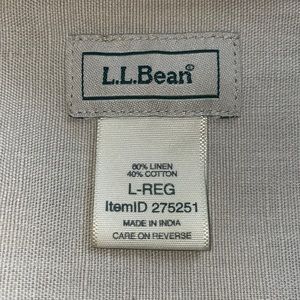 L.L.Bean®
60% LINEN
40% COTTON
L-REG
ItemID 275251
MADE IN INDIA
CARE ON REVERSE